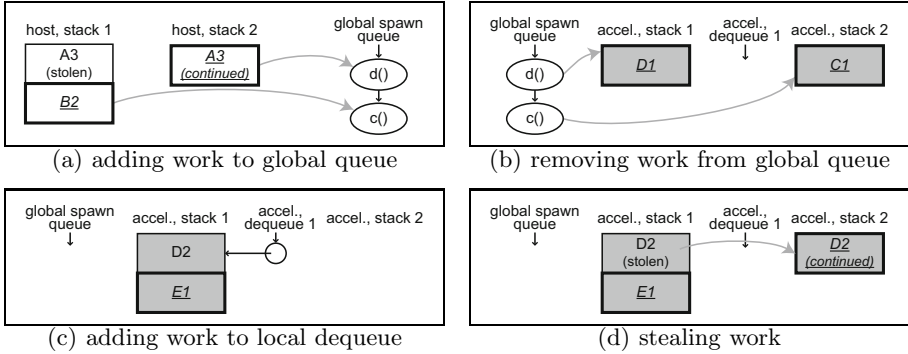 host, stack 1
host, stack 2
global spawn
queue
A3
(stolen)
B2
A3
(continued)
d()
c()
(a) adding work to global queue
global spawn
queue
accel., stack 1
accel.,
dequeue 1
accel., stack 2
d()
c()
D1
C1
(b) removing work from global queue
global spawn
queue
accel., stack 1
accel.,
dequeue 1
accel., stack 2
D2
E1
(c) adding work to local dequeue
global spawn
queue
accel., stack 1
accel.,
dequeue 1
accel., stack 2
D2
(stolen)
E1
D2
(continued)
(d) stealing work